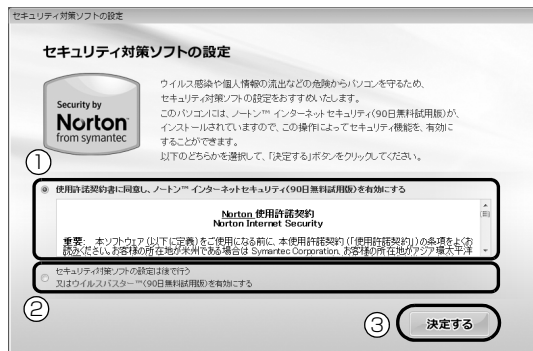 セキュリティ対策ソフトの設定
セキュリティ対策ソフトの設定
Security by
Norton
from symantec
ウイルス感染や個人情報の流出などの危険からパソコンを守るため、
セキュリティ対策ソフトの設定をおすすめいたします。
このパソコンには、ノートン™ インターネットセキュリティ(90日無料試用版)が、
インストールされていますので、この操作によってセキュリティ機能を、有効に
することができます。
以下のどちらかを選択して、「決定する」ボタンをクリックしてください。
①
使用許諾契約書に同意し、ノートン™ インターネットセキュリティ(90日無料試用版)を有効にする
Norton 使用許諾契約
Norton Internet Security
重要: 本ソフトウェア(以下に定義)をご使用になる前に、本使用許諾契約(「使用許諾契約」)の条項をよくお
読みください。お客様の所在地が米州である場合は Symantec Corporation、お客様の所在地がアジア環太平洋
セキュリティ対策ソフトの設定は後で行う
又はウイルスバスター™(90日無料試用版)を有効にする
②
③
決定する